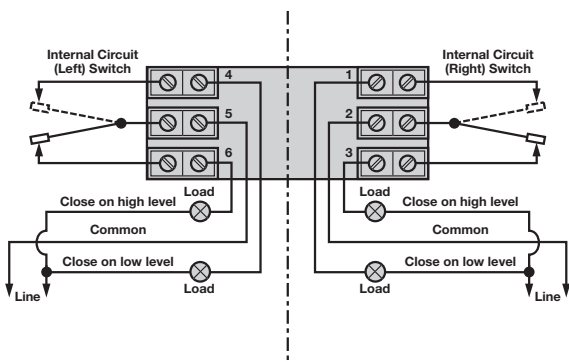 Internal Circuit
(Left) Switch
Internal Circuit
(Right) Switch
4
1
5
2
6
3
Load
Load
Close on high level
Close on high level
Common
Common
Close on low level
Close on low level
Line
Load
Load
Line